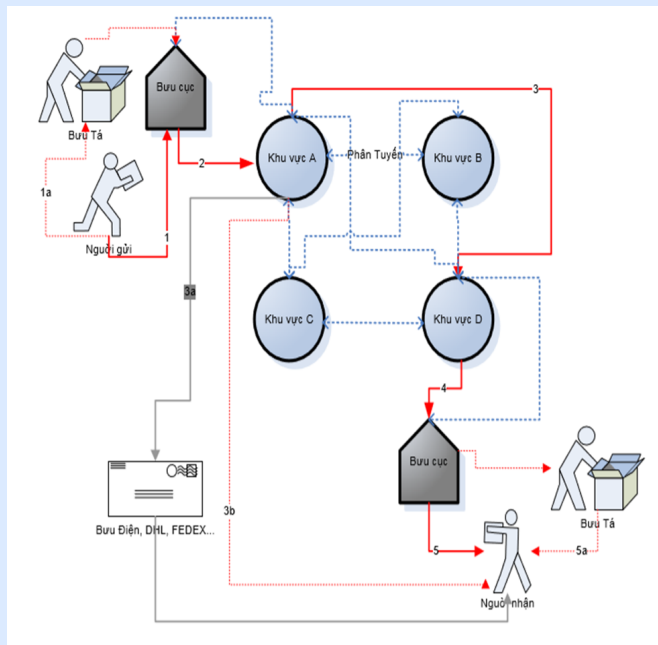 Bưu cục
Bưu Tá
3
Khu vực A
Phân Tuyến
Khu vực B
2
1a
1
Người gửi
3a
Khu vực C
Khu vực D
4
Bưu cục
3b
Bưu Điện, DHL, FEDEX...
Bưu Tá
5
5a
Nguờ nhận